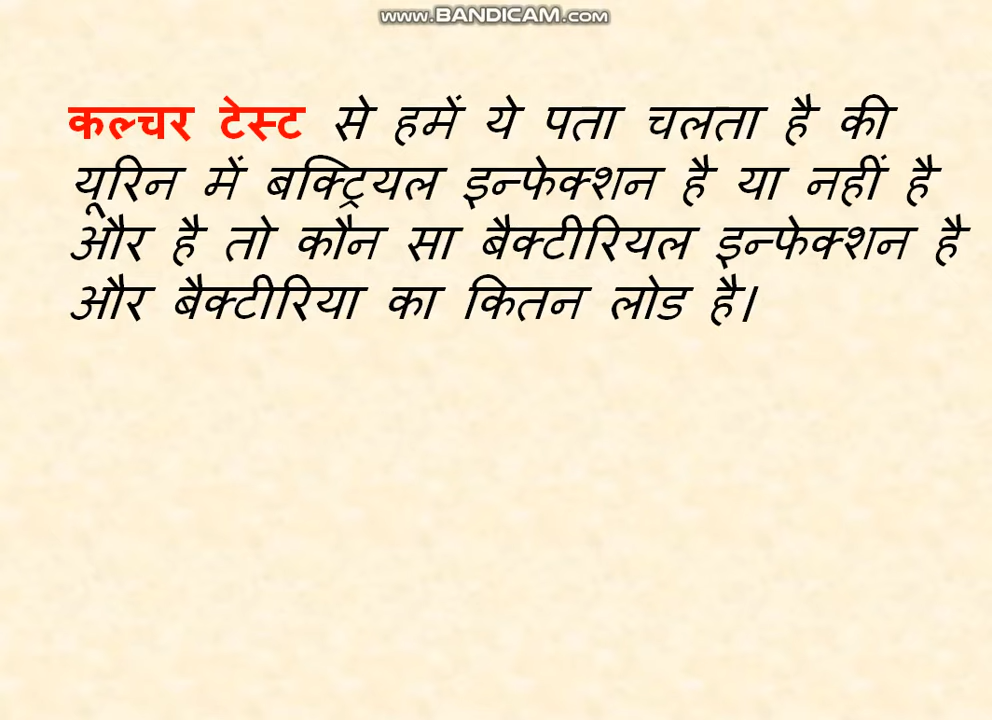 www.BANDICAM.com
कल्चर टेस्ट से हमें ये पता चलता है की
यूरिन में बक्ट्रियल इन्फेक्शन है या नहीं है
और है तो कौन सा बैक्टीरियल इन्फेक्शन है
और बैक्टीरिया का कितन लोड है।